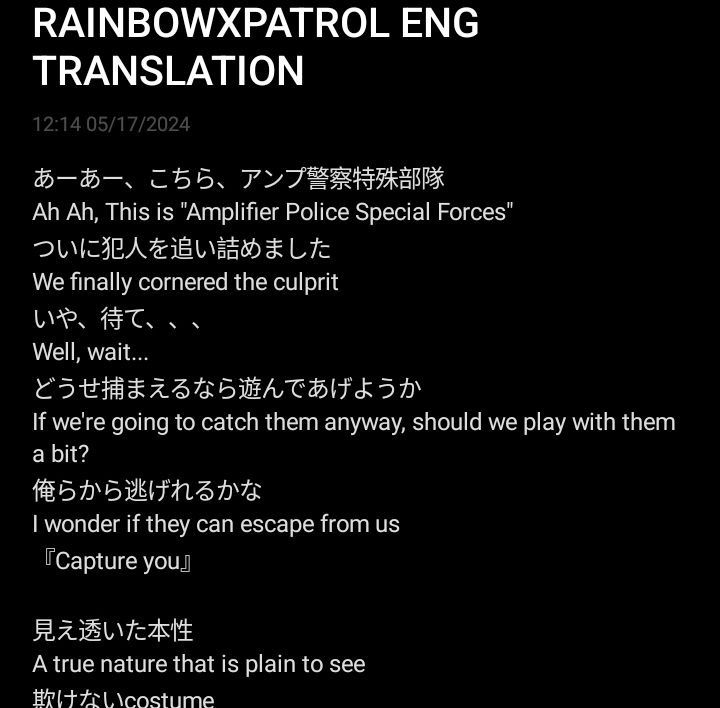 RAINBOWXPATROL ENG
TRANSLATION
12:14 05/17/2024
あーあー、こちら、アンプ警察特殊部隊
Ah Ah, This is "Amplifier Police Special Forces"
ついに犯人を追い詰めました
We finally cornered the culprit
いや、待て、、、
Well, wait...
どうせ捕まえるなら遊んであげようか
If we're going to catch them anyway, should we play with them
a bit?
俺らから逃げれるかな
I wonder if they can escape from us
『Capture you』
見え透いた本性
A true nature that is plain to see
欺けないcostume